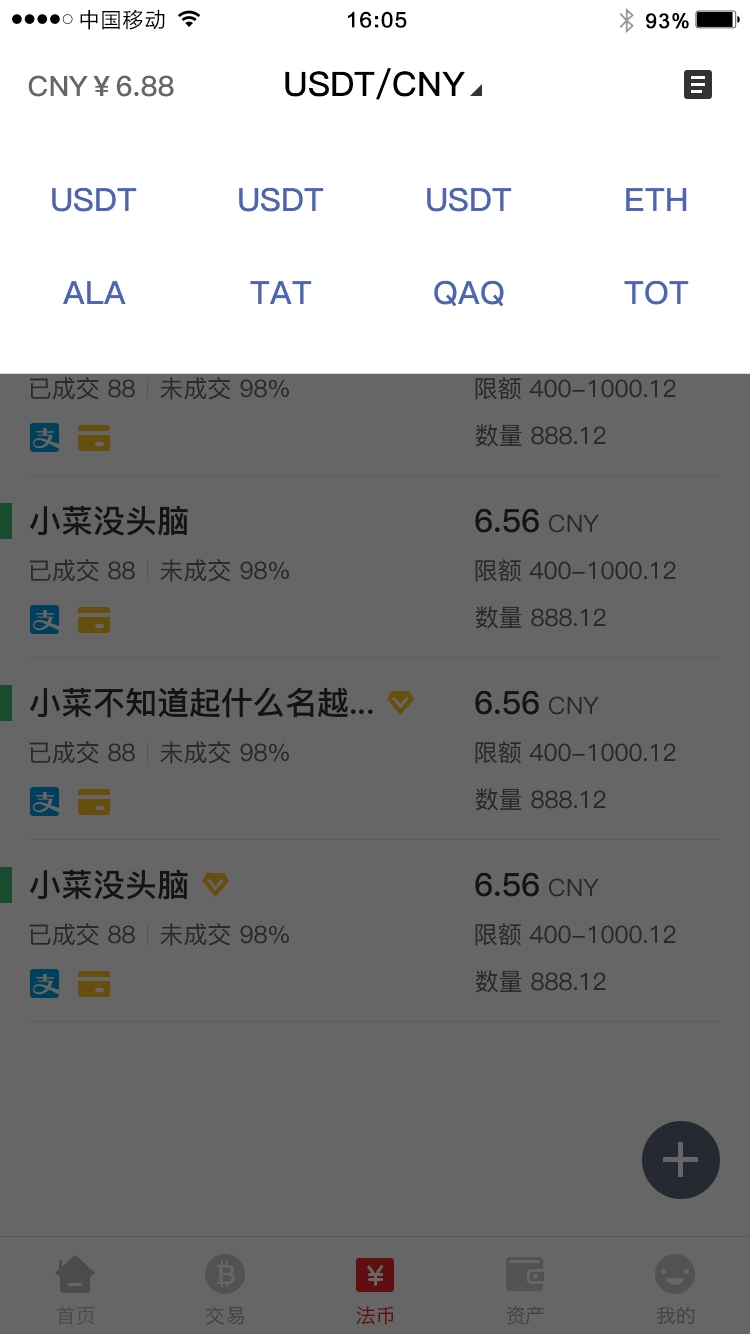 中国移动 16:05 93%
CNY ¥ 6.88 USDT/CNY
USDT USDT USDT ETH
ALA TAT QAQ TOT
已成交 88 未成交 98% 限额 400-1000.12
支 数量 888.12
小菜没头脑 6.56 CNY
已成交 88 未成交 98% 限额 400-1000.12
支 数量 888.12
小菜不知道起什么名越... 6.56 CNY
已成交 88 未成交 98% 限额 400-1000.12
支 数量 888.12
小菜没头脑 6.56 CNY
已成交 88 未成交 98% 限额 400-1000.12
支 数量 888.12
首页 交易 法币 资产 我的